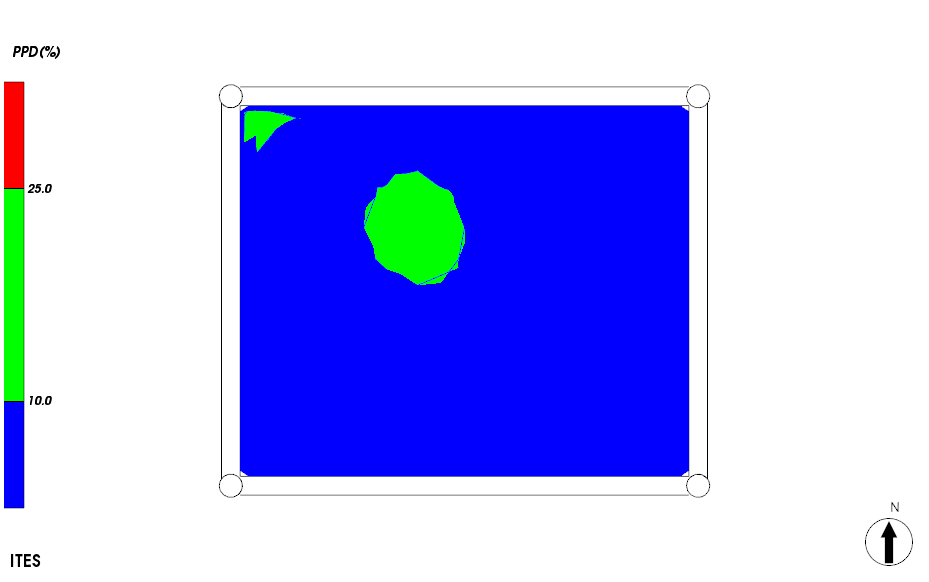 PPD(%)
25.0
10.0
N
ITES